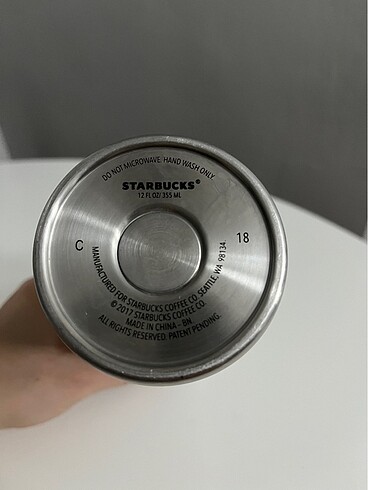 DO NOT MICROWAVE. HAND WASH ONLY.
STARBUCKS®
12 FL OZ/ 355 ML
C
18
MANUFACTURED FOR STARBUCKS COFFEE CO. SEATTLE, WA 98134.
© 2017 STARBUCKS COFFEE CO.
MADE IN CHINA - BN.
ALL RIGHTS RESERVED. PATENT PENDING.